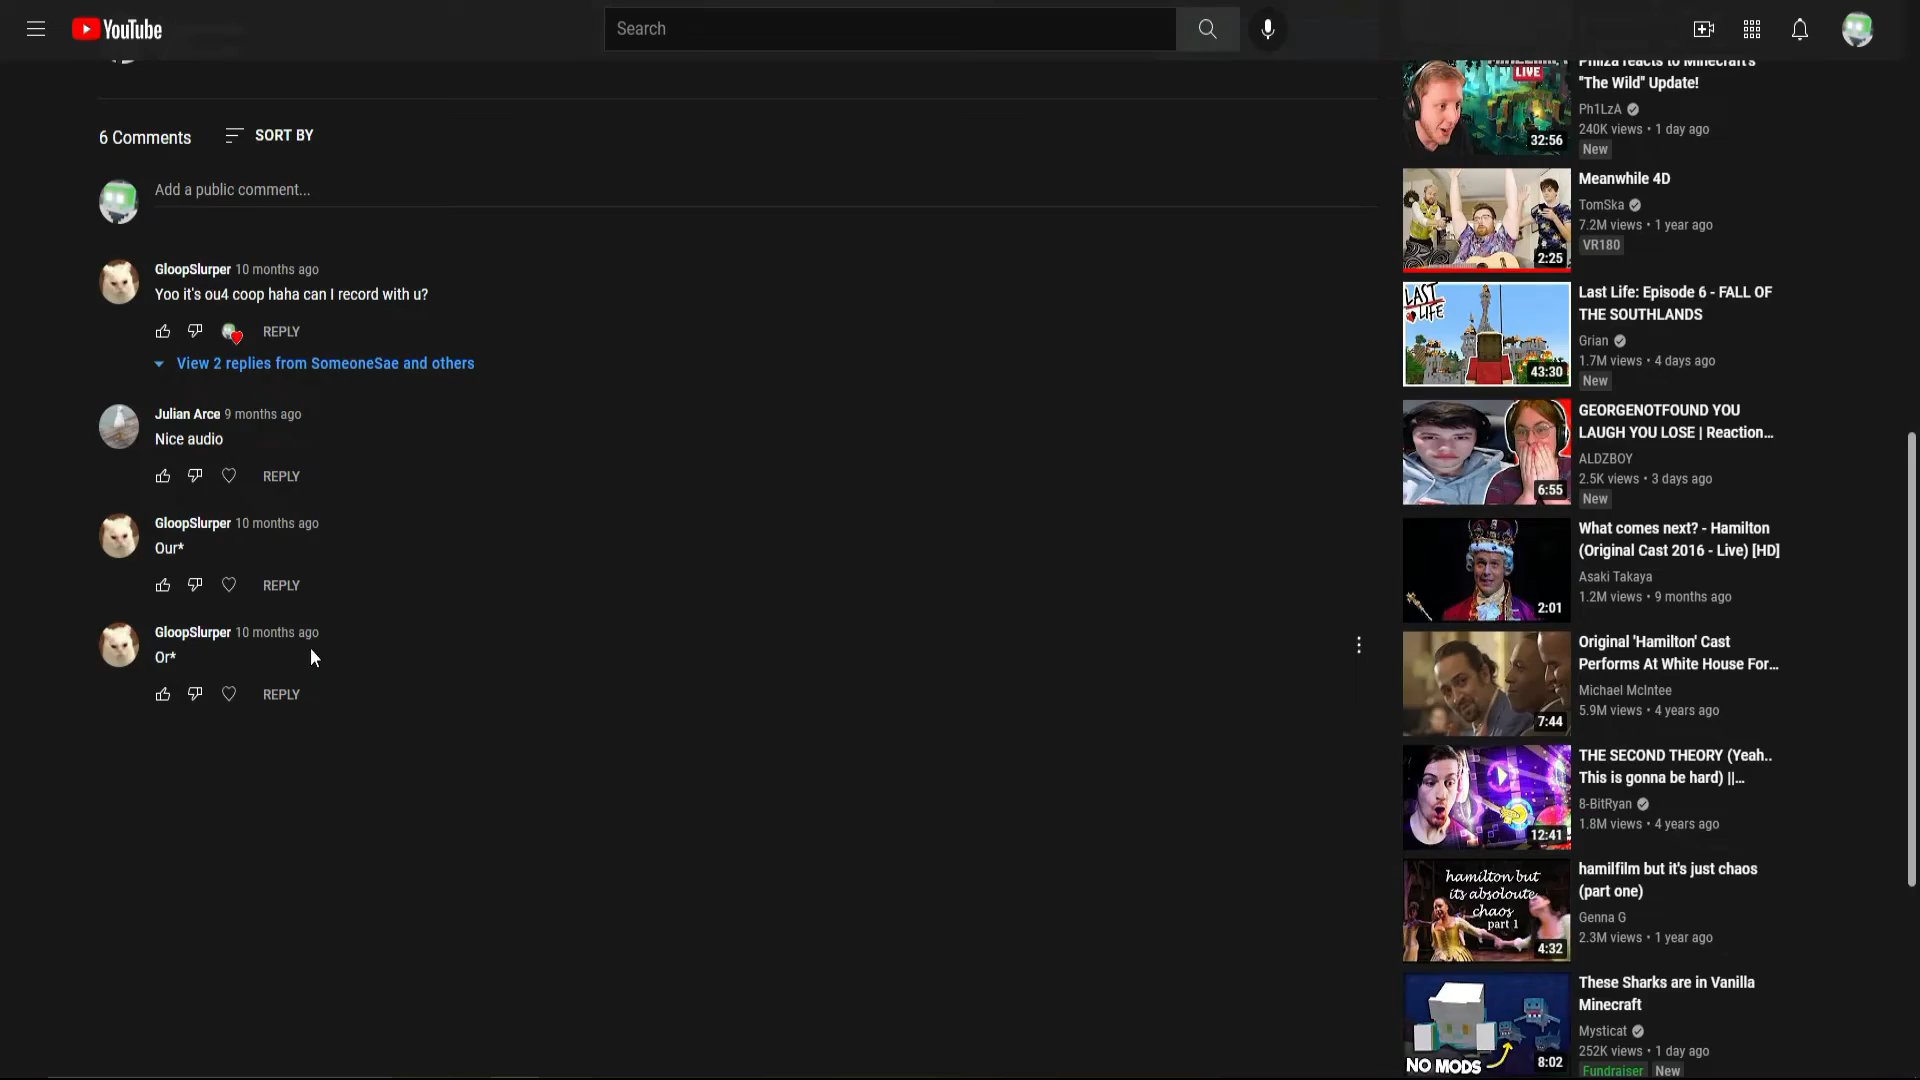 YouTube
Search
6 Comments
SORT BY
Add a public comment...
GloopSlurper 10 months ago
Yoo it's ou4 coop haha can I record with u?
REPLY
View 2 replies from SomeoneSae and others
Julian Arce 9 months ago
Nice audio
REPLY
GloopSlurper 10 months ago
Our*
REPLY
GloopSlurper 10 months ago
Or*
REPLY
LIVE
32:56
Philza reacts to Minecraft's
"The Wild" Update!
Ph1LzA
240K views • 1 day ago
New
2:25
Meanwhile 4D
TomSka
7.2M views • 1 year ago
VR180
LAST
LIFE
43:30
Last Life: Episode 6 - FALL OF
THE SOUTHLANDS
Grian
1.7M views • 4 days ago
New
6:55
GEORGENOTFOUND YOU
LAUGH YOU LOSE | Reaction...
ALDZBOY
2.5K views • 3 days ago
New
2:01
What comes next? - Hamilton
(Original Cast 2016 - Live) [HD]
Asaki Takaya
1.2M views • 9 months ago
7:44
Original 'Hamilton' Cast
Performs At White House For...
Michael McIntee
5.9M views • 4 years ago
12:41
THE SECOND THEORY (Yeah..
This is gonna be hard) ||...
8-BitRyan
1.8M views • 4 years ago
hamilton but
its absoloute
chaos
part 1
4:32
hamilfilm but it's just chaos
(part one)
Genna G
2.3M views • 1 year ago
NO MODS
8:02
These Sharks are in Vanilla
Minecraft
Mysticat
252K views • 1 day ago
Fundraiser New